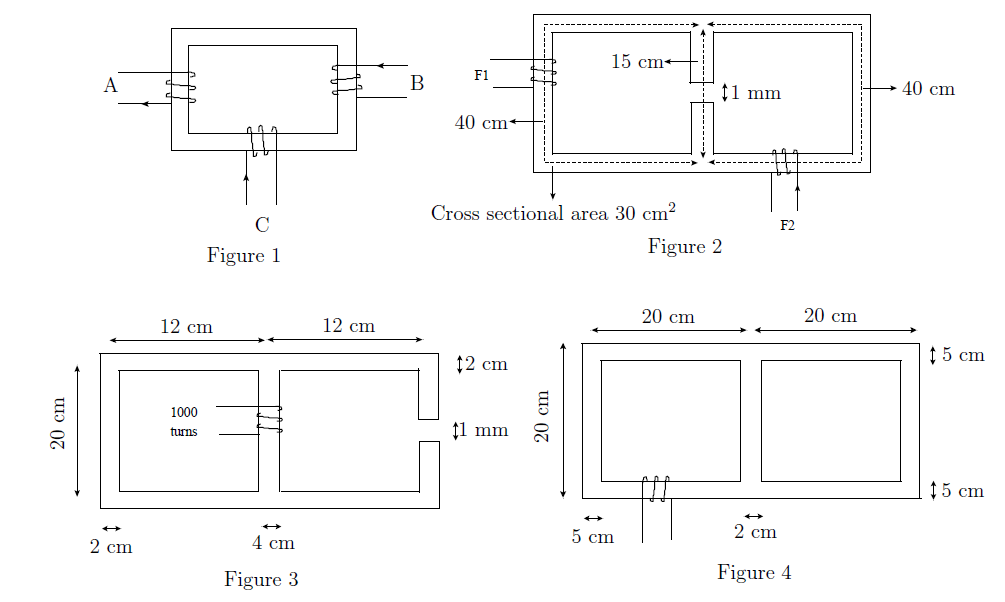 A
B
C
Figure 1
F1
15 cm
1 mm
40 cm
40 cm
Cross sectional area 30 cm²
F2
Figure 2
12 cm
12 cm
2 cm
20 cm
1000
turns
1 mm
2 cm
4 cm
Figure 3
20 cm
20 cm
5 cm
20 cm
5 cm
5 cm
2 cm
Figure 4